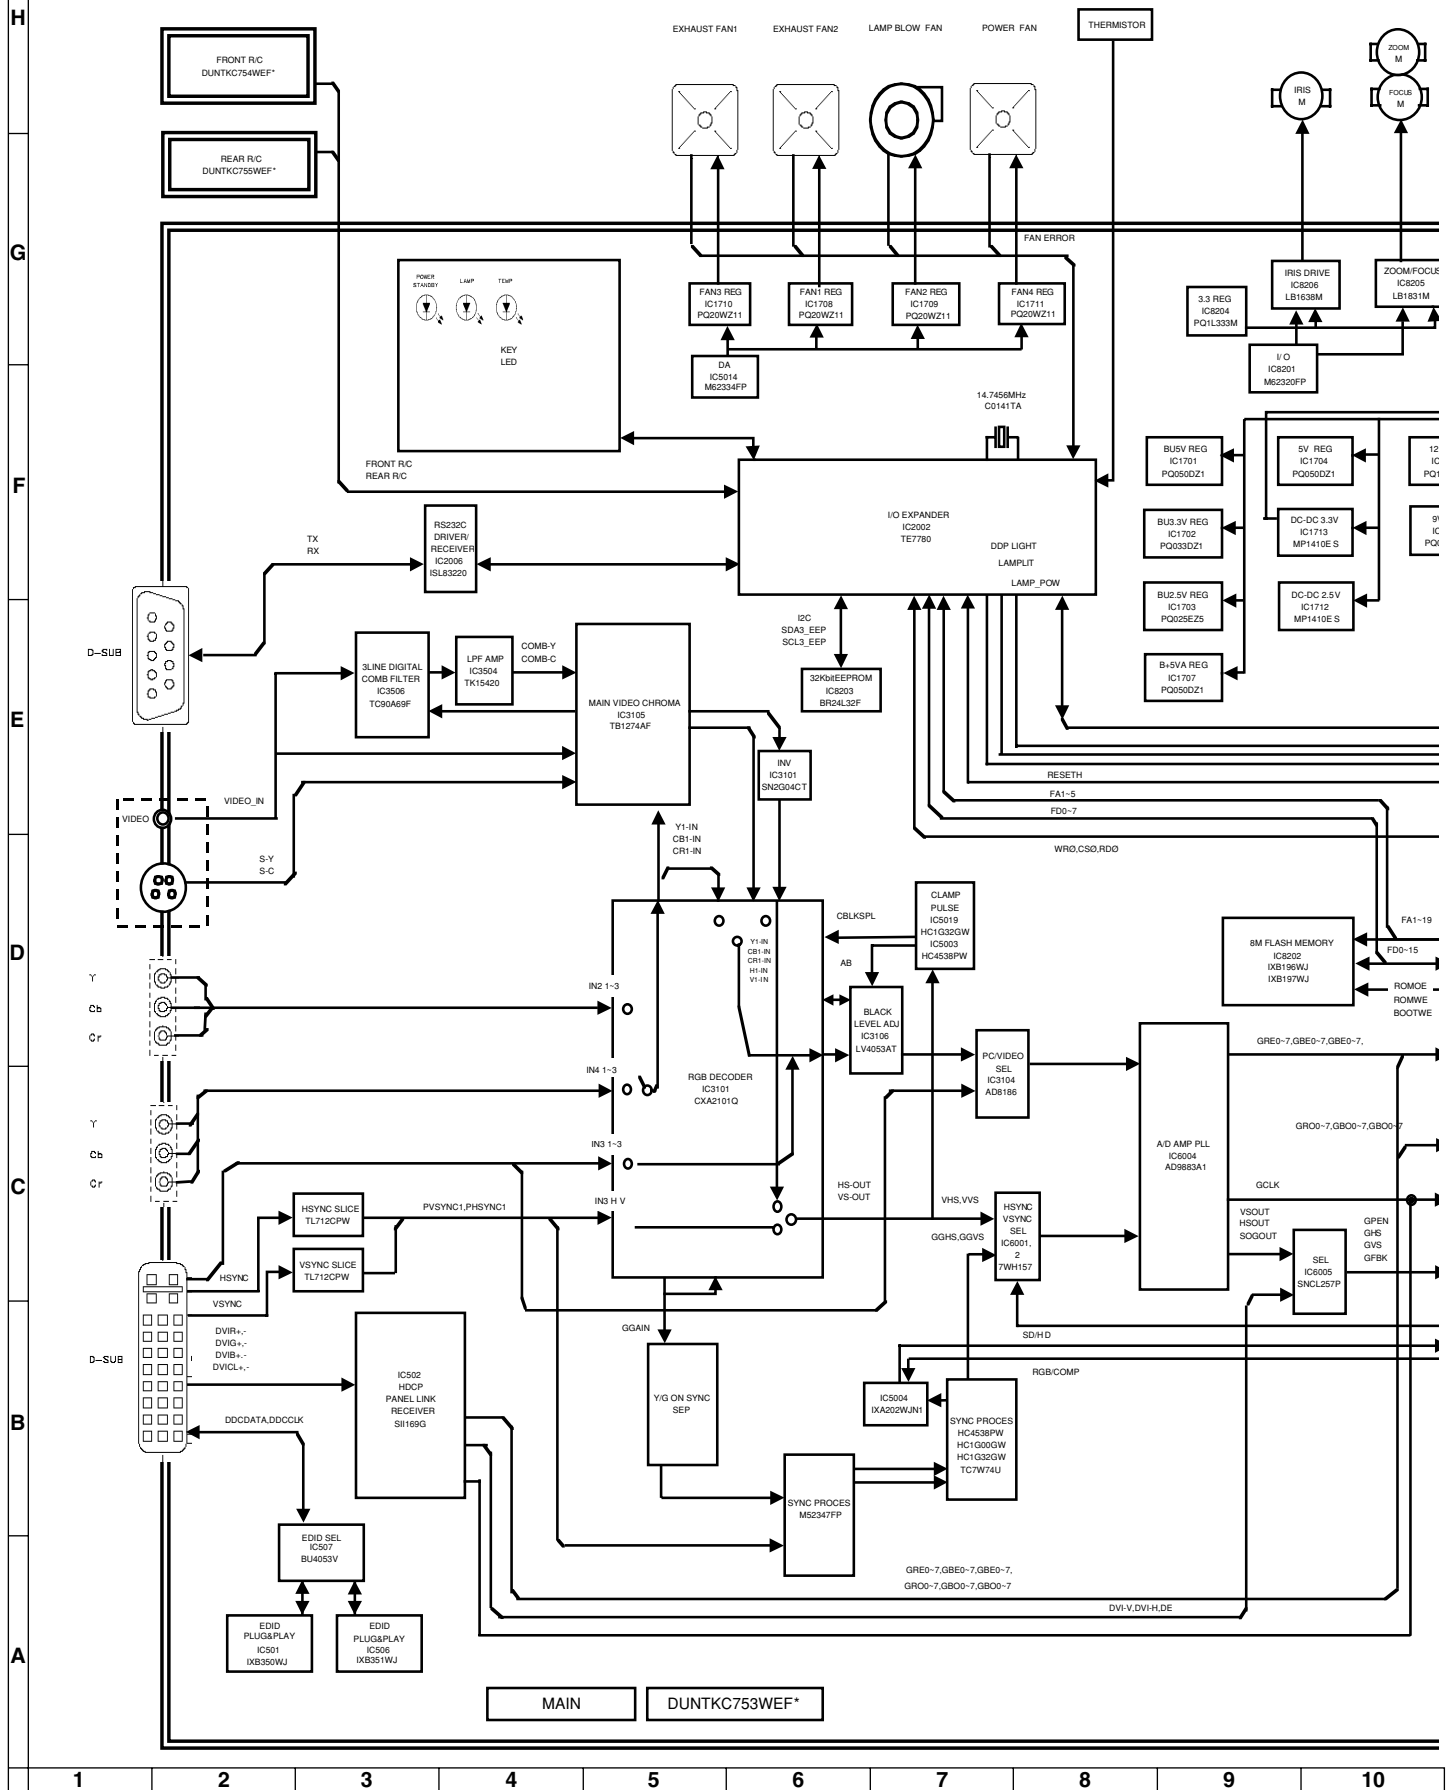 H
EXHAUST FAN1
EXHAUST FAN2
LAMP BLOW FAN
POWER FAN
THERMISTOR
ZOOM
M
FOCUS
M
IRIS
M
FRONT R/C
DUNTKC754WEF*
REAR R/C
DUNTKC755WEF*
G
FAN ERROR
POWER
STANDBY
LAMP
TEMP
KEY
LED
FAN3 REG
IC1710
PQ20WZ11
FAN1 REG
IC1708
PQ20WZ11
FAN2 REG
IC1709
PQ20WZ11
FAN4 REG
IC1711
PQ20WZ11
3.3 REG
IC8204
PQ1L333M
IRIS DRIVE
IC8206
LB1638M
ZOOM/FOCUS
IC8205
LB1831M
DA
IC5014
M62334FP
I/O
IC8201
M62320FP
14.7456MHz
C0141TA
F
FRONT R/C
REAR R/C
I/O EXPANDER
IC2002
TE7780
DDP LIGHT
LAMPLIT
LAMP_POW
BU5V REG
IC1701
PQ050DZ1
5V REG
IC1704
PQ050DZ1
12
IC
PQ1
BU3.3V REG
IC1702
PQ033DZ1
DC-DC 3.3V
IC1713
MP1410E S
9V
IC
PQ0
BU2.5V REG
IC1703
PQ025EZ5
DC-DC 2.5V
IC1712
MP1410E S
B+5VA REG
IC1707
PQ050DZ1
TX
RX
RS232C
DRIVER/
RECEIVER
IC2006
ISL83220
D-SUB
E
3LINE DIGITAL
COMB FILTER
IC3506
TC90A69F
LPF AMP
IC3504
TK15420
COMB-Y
COMB-C
MAIN VIDEO CHROMA
IC3105
TB1274AF
I2C
SDA3_EEP
SCL3_EEP
32KbitEEPROM
IC8203
BR24L32F
INV
IC3101
SN2G04CT
RESETH
FA1~5
FD0~7
WRØ,CSØ,RDØ
VIDEO_IN
VIDEO
S-Y
S-C
Y1-IN
CB1-IN
CR1-IN
D
CBLKSPL
AB
CLAMP
PULSE
IC5019
HC1G32GW
IC5003
HC4538PW
8M FLASH MEMORY
IC8202
IXB196WJ
IXB197WJ
FA1~19
FD0~15
ROMOE
ROMWE
BOOTWE
Y1-IN
CB1-IN
CR1-IN
H1-IN
V1-IN
Y
Cb
Cr
IN2 1~3
BLACK
LEVEL ADJ
IC3106
LV4053AT
PC/VIDEO
SEL
IC3104
AD8186
GRE0~7,GBE0~7,GBE0~7,
IN4 1~3
RGB DECODER
IC3101
CXA2101Q
C
Y
Cb
Cr
IN3 1~3
A/D AMP PLL
IC6004
AD9883A1
GRO0~7,GBO0~7,GBO0~7
HSYNC SLICE
TL712CPW
PVSYNC1,PHSYNC1
IN3 H V
HS-OUT
VS-OUT
VHS,VVS
GGHS,GGVS
HSYNC
VSYNC
SEL
IC6001,
2
7WH157
GCLK
VSOUT
HSOUT
SOGOUT
GPEN
GHS
GVS
GFBK
SEL
IC6005
SNCL257P
VSYNC SLICE
TL712CPW
HSYNC
VSYNC
SD/HD
RGB/COMP
D-SUB
DVIR+,-
DVIG+,-
DVIB+.-
DVICL+,-
IC502
HDCP
PANEL LINK
RECEIVER
SII169G
GGAIN
Y/G ON SYNC
SEP
IC5004
IXA202WJN1
SYNC PROCES
HC4538PW
HC1G00GW
HC1G32GW
TC7W74U
B
DDCDATA,DDCCLK
SYNC PROCES
M52347FP
EDID SEL
IC507
BU4053V
GRE0~7,GBE0~7,GBE0~7,
GRO0~7,GBO0~7,GBO0~7
DVI-V,DVI-H,DE
EDID
PLUG&PLAY
IC501
IXB350WJ
EDID
PLUG&PLAY
IC506
IXB351WJ
A
MAIN
DUNTKC753WEF*
1
2
3
4
5
6
7
8
9
10